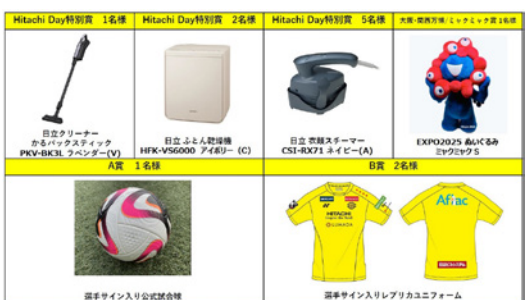 Hitachi Day特別賞 1名様
Hitachi Day特別賞 2名様
Hitachi Day特別賞 5名様
大阪・関西万博/ミャクミャク賞 1名様
日立クリーナー
かるパックスティック
PKV-BK3L ラベンダー(V)
日立 ふとん乾燥機
HFK-VS6000 アイボリー (C)
日立 衣類スチーマー
CSI-RX71 ネイビー(A)
EXPO2025 ぬいぐるみ
ミャクミャク S
A賞 1名様
B賞 2名様
HITACHI
LUMADA
Aflac
選手サイン入り公式試合球
選手サイン入りレプリカユニフォーム